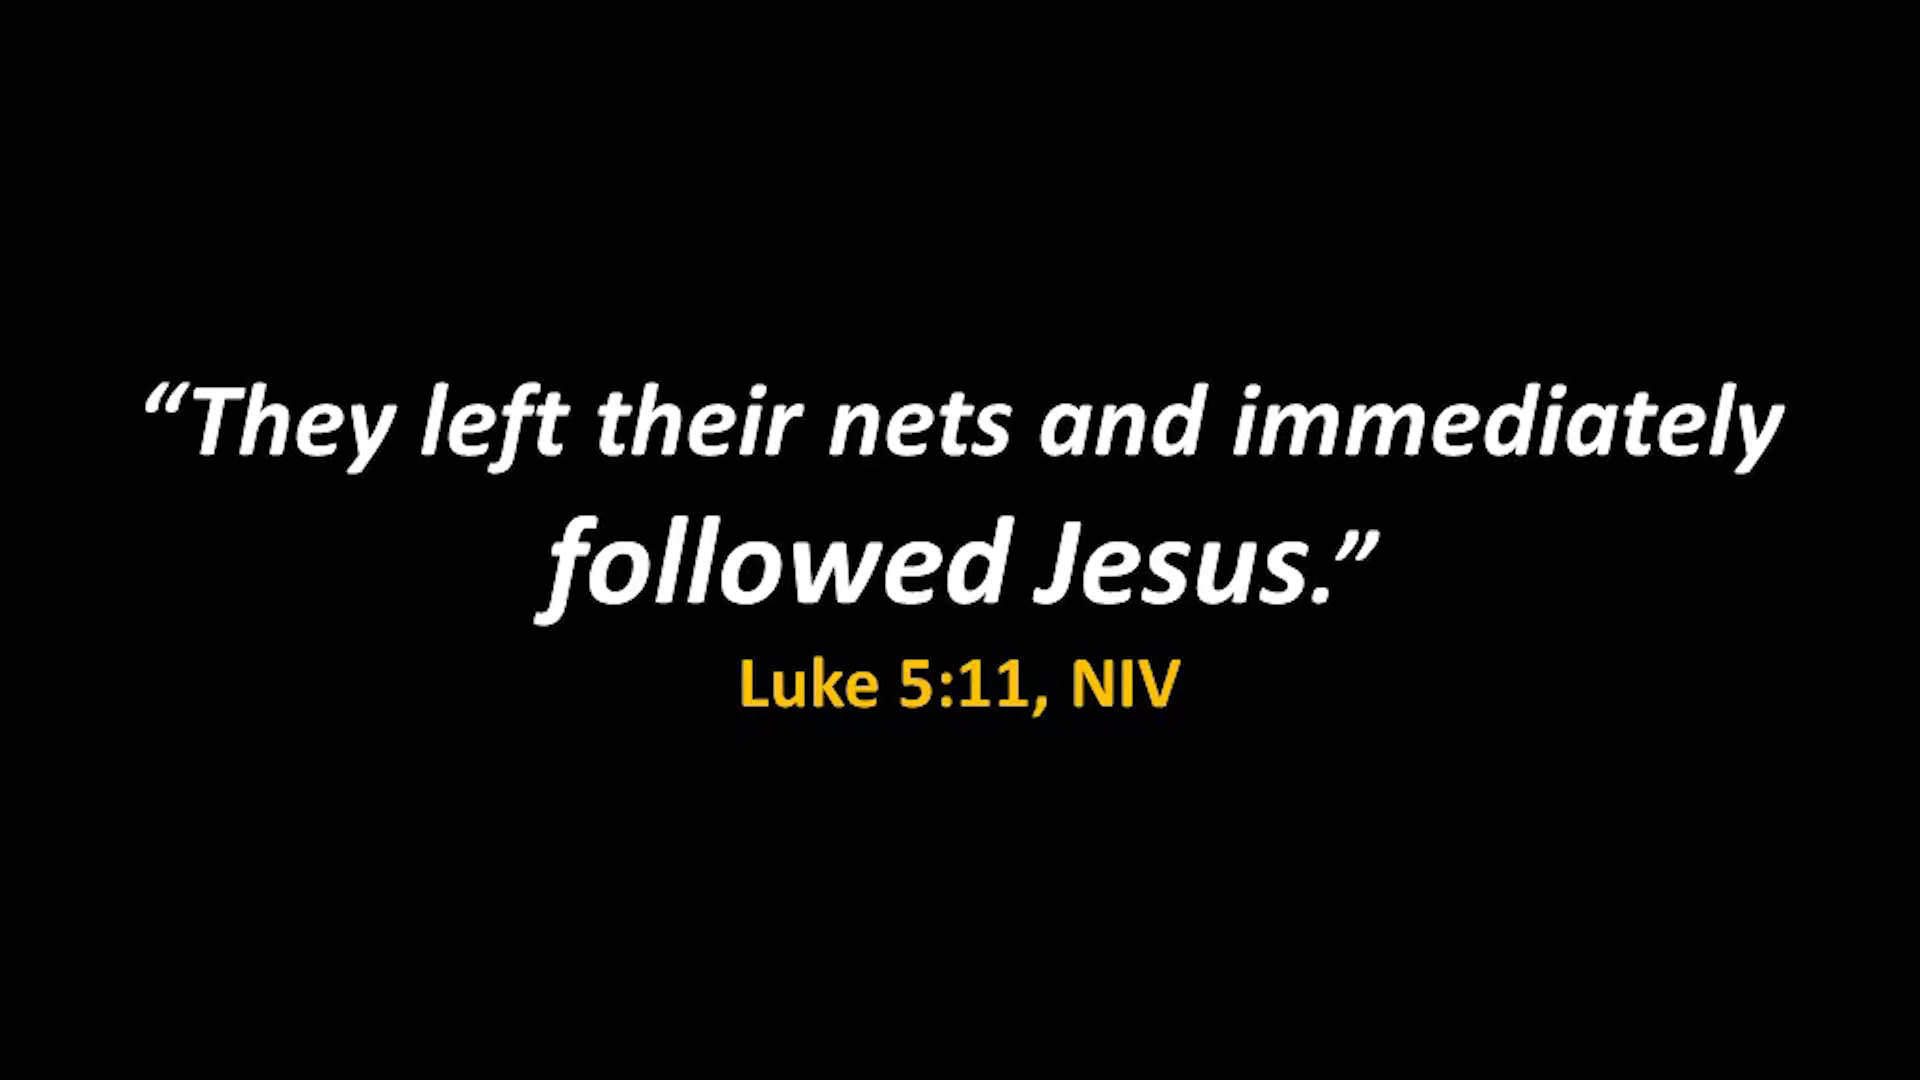 “They left their nets and immediately
followed Jesus.”
Luke 5:11, NIV